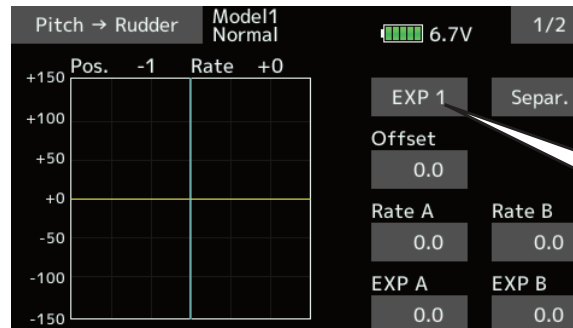 Pitch → Rudder Model1 Normal 6.7V 1/2
Pos. -1 Rate +0
+150
+100
+50
+0
-50
-100
-150
EXP 1 Separ.
Offset
0.0
Rate A Rate B
0.0 0.0
EXP A EXP B
0.0 0.0